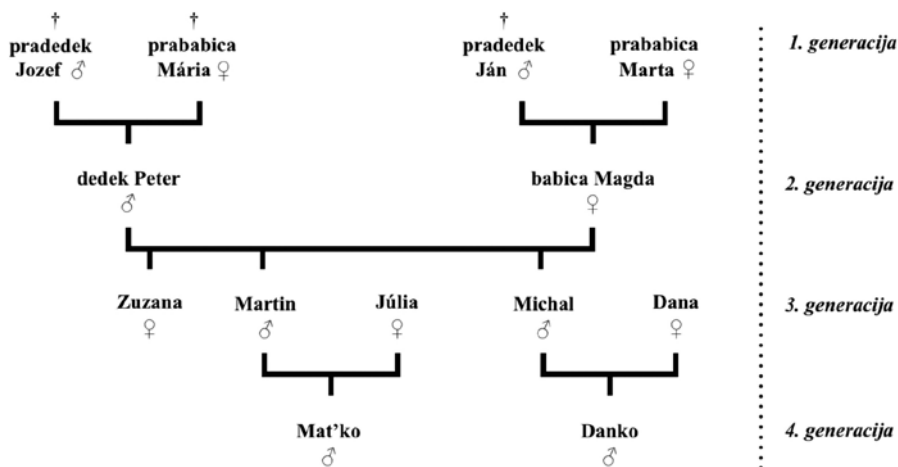 † † †
pradedek prababica pradedek prababica 1. generacija
Jozef ♂ Mária ♀ Ján ♂ Marta ♀
dedek Peter babica Magda 2. generacija
♂ ♀
Zuzana Martin Júlia Michal Dana 3. generacija
♀ ♂ ♀ ♂ ♀
Mat’ko Danko 4. generacija
♂ ♂